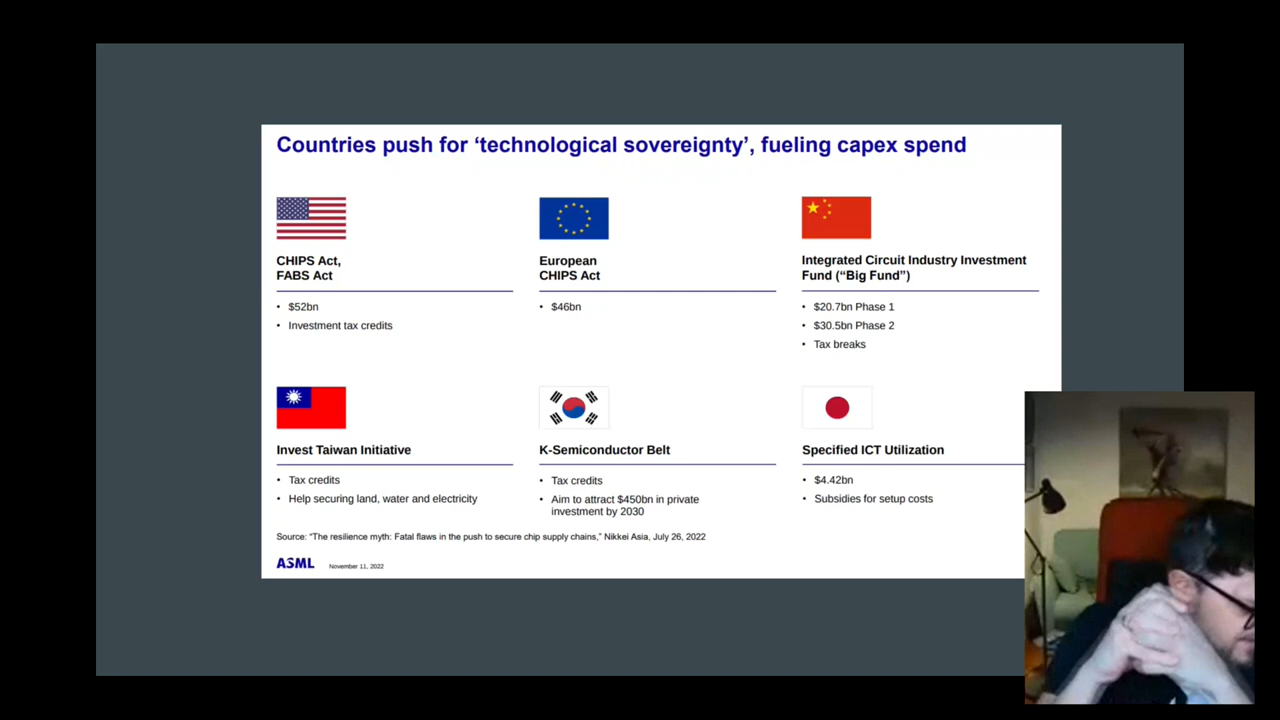 Countries push for ‘technological sovereignty’, fueling capex spend
CHIPS Act,
FABS Act
• $52bn
• Investment tax credits
European
CHIPS Act
• $46bn
Integrated Circuit Industry Investment
Fund (“Big Fund”)
• $20.7bn Phase 1
• $30.5bn Phase 2
• Tax breaks
Invest Taiwan Initiative
• Tax credits
• Help securing land, water and electricity
K-Semiconductor Belt
• Tax credits
• Aim to attract $450bn in private
investment by 2030
Specified ICT Utilization
• $4.42bn
• Subsidies for setup costs
Source: “The resilience myth: Fatal flaws in the push to secure chip supply chains,” Nikkei Asia, July 26, 2022
ASML
November 11, 2022